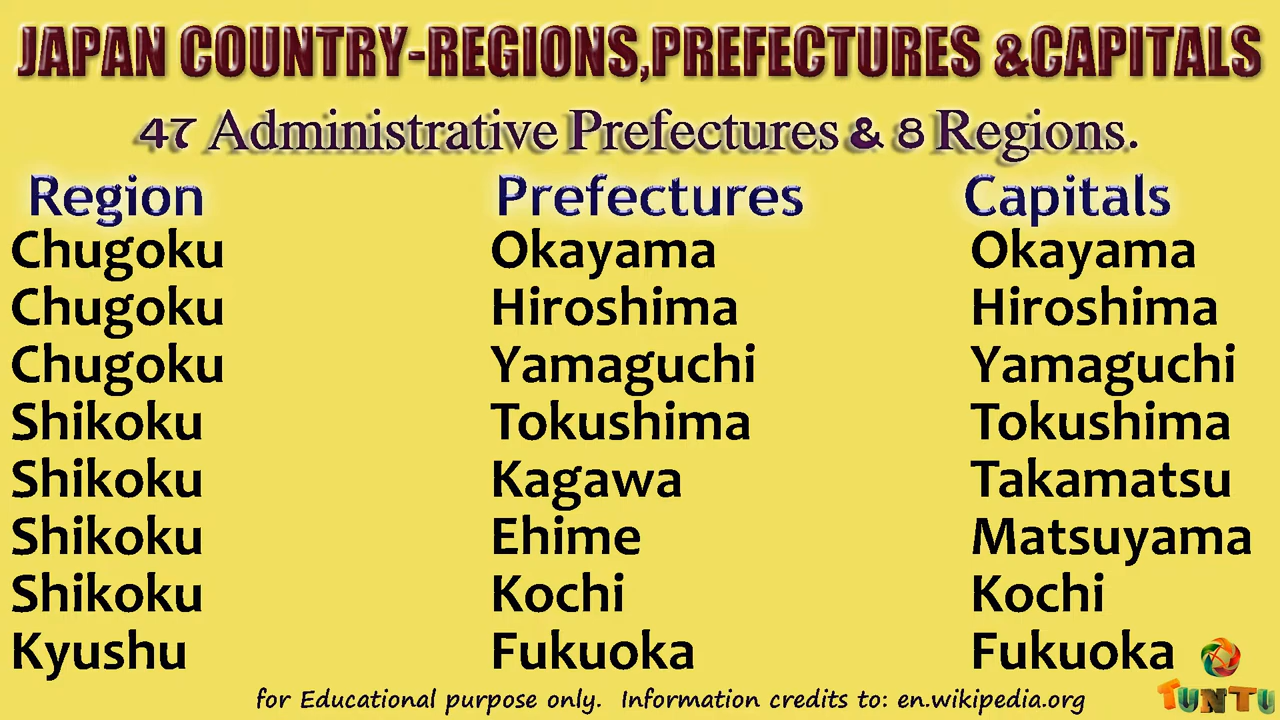 JAPAN COUNTRY-REGIONS,PREFECTURES &CAPITALS
47 Administrative Prefectures & 8 Regions.
Region Prefectures Capitals
Chugoku Okayama Okayama
Chugoku Hiroshima Hiroshima
Chugoku Yamaguchi Yamaguchi
Shikoku Tokushima Tokushima
Shikoku Kagawa Takamatsu
Shikoku Ehime Matsuyama
Shikoku Kochi Kochi
Kyushu Fukuoka Fukuoka
for Educational purpose only. Information credits to: en.wikipedia.org
TUNTU